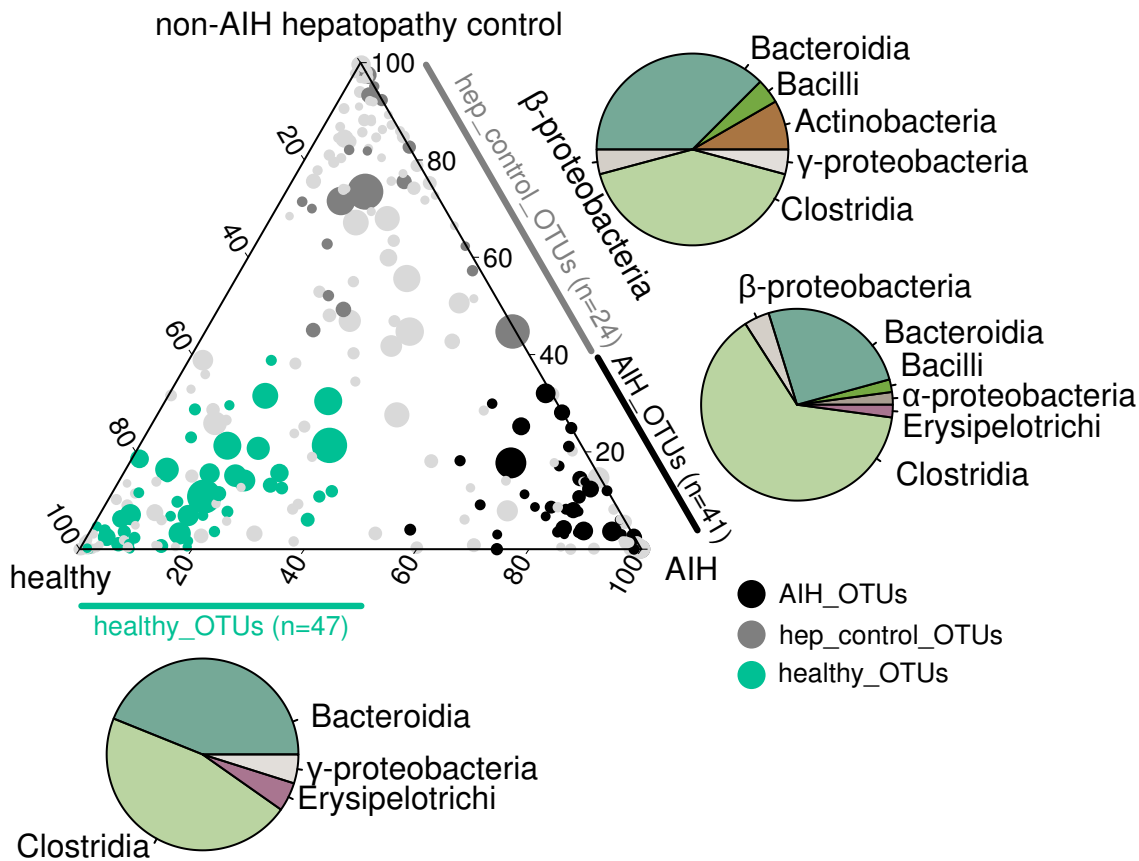 non-AIH hepatopathy control
100
80
60
40
20
20
40
60
80
100
20
40
60
80
100
healthy
AIH
hep_control_OTUs (n=24)
AIH_OTUs (n=41)
healthy_OTUs (n=47)
β-proteobacteria
Bacteroidia
Bacilli
Actinobacteria
γ-proteobacteria
Clostridia
β-proteobacteria
Bacteroidia
Bacilli
α-proteobacteria
Erysipelotrichi
Clostridia
AIH_OTUs
hep_control_OTUs
healthy_OTUs
Bacteroidia
γ-proteobacteria
Erysipelotrichi
Clostridia